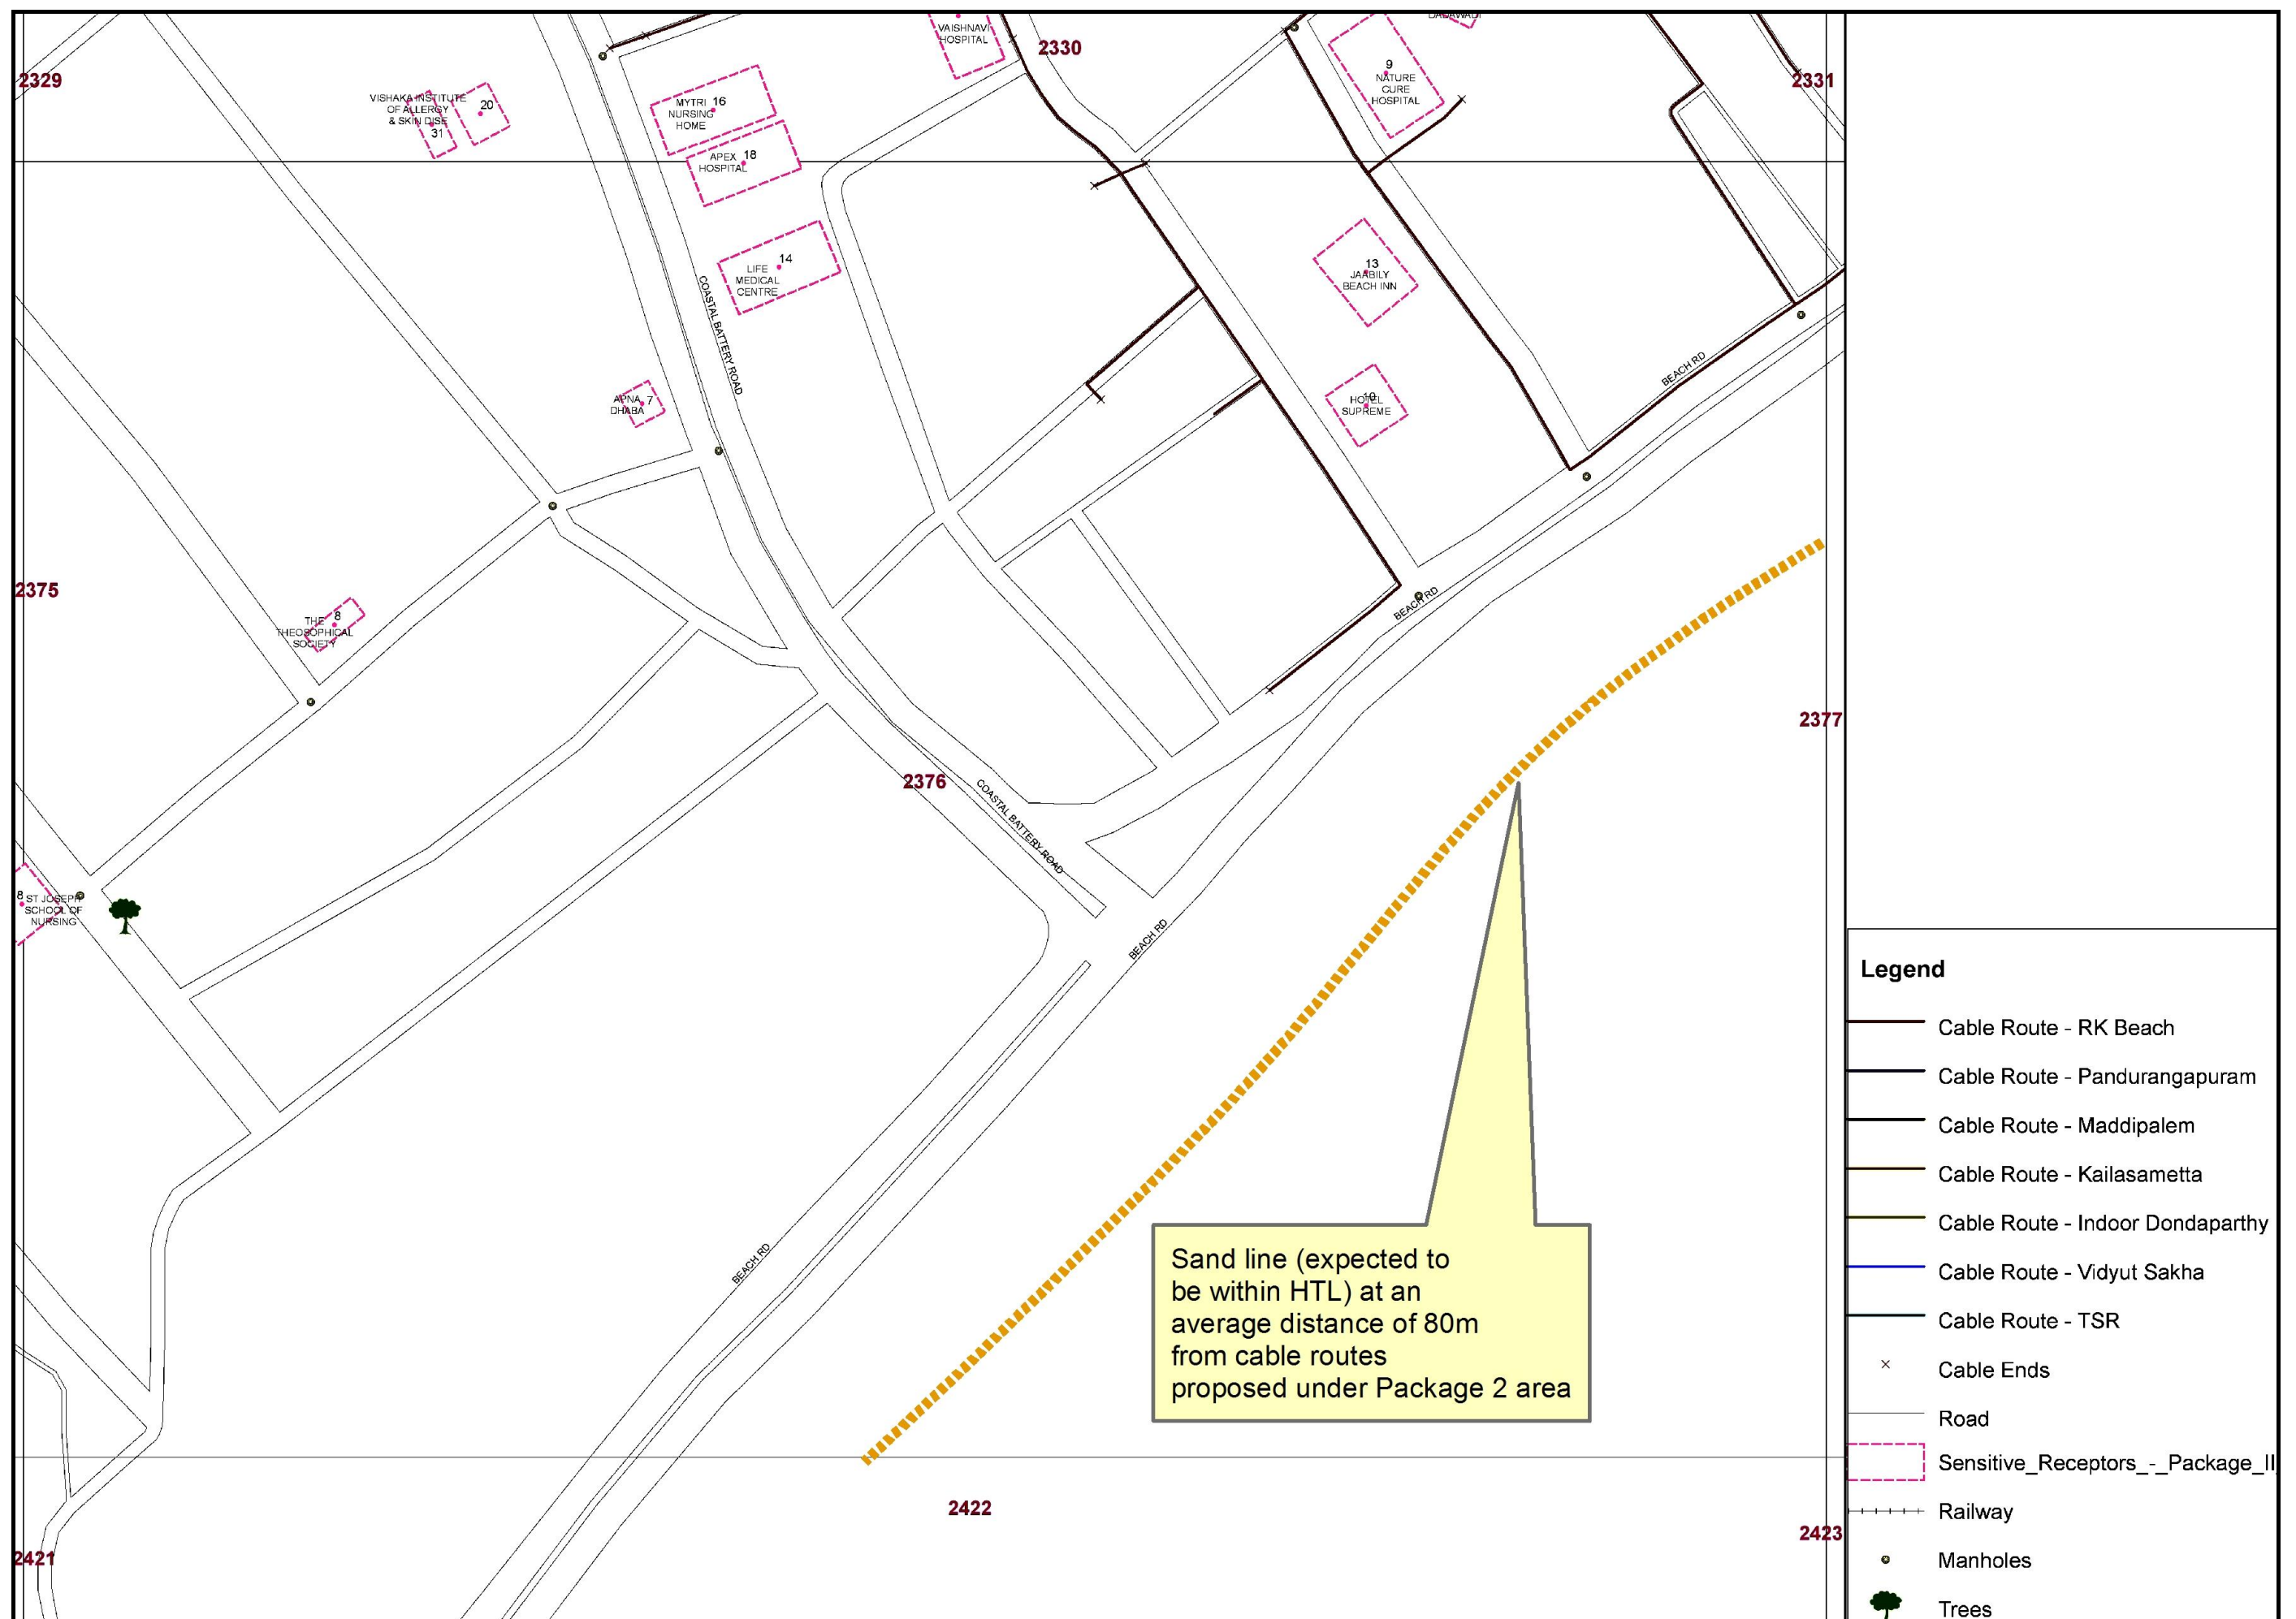 DADAWADI
VAISHNAVI
HOSPITAL
2330
2329
9
NATURE
CURE
HOSPITAL
2331
VISHAKA INSTITUTE
OF ALLERGY
& SKIN DISE
31
20
MYTRI
NURSING
HOME
16
APEX
HOSPITAL
18
LIFE
MEDICAL
CENTRE
14
COASTAL BATTERY ROAD
13
JAABILY
BEACH INN
BEACH RD
APNA
DHABA
7
10
HOTEL
SUPREME
2375
BEACH RD
THE
THEOSOPHICAL
SOCIETY
8
2377
2376
COASTAL BATTERY ROAD
8
ST JOSEPH
SCHOOL OF
NURSING
BEACH RD
BEACH RD
Sand line (expected to
be within HTL) at an
average distance of 80m
from cable routes
proposed under Package 2 area
2422
2423
2421
Legend
Cable Route - RK Beach
Cable Route - Pandurangapuram
Cable Route - Maddipalem
Cable Route - Kailasametta
Cable Route - Indoor Dondaparthy
Cable Route - Vidyut Sakha
Cable Route - TSR
Cable Ends
Road
Sensitive_Receptors_-_Package_II
Railway
Manholes
Trees